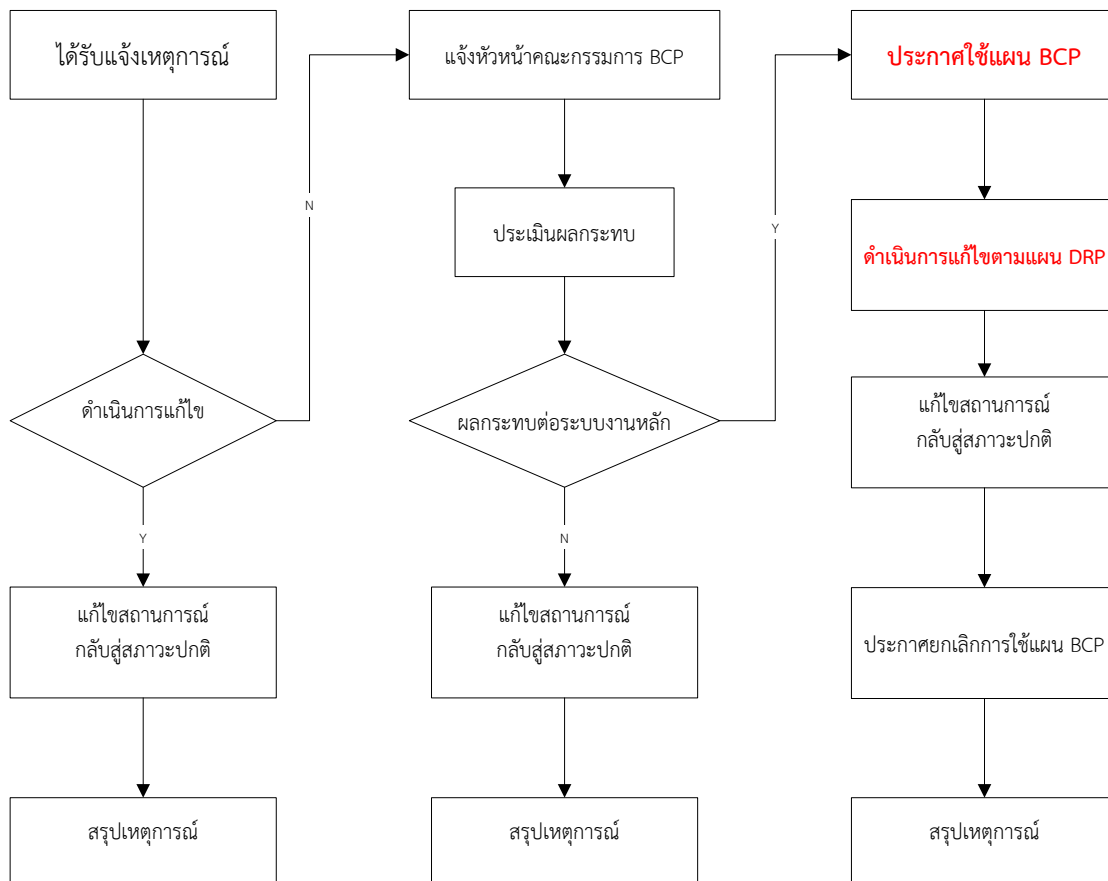 ได้รับแจ้งเหตุการณ์
N
ดำเนินการแก้ไข
Y
แก้ไขสถานการณ์
กลับสู่สภาวะปกติ
สรุปเหตุการณ์
แจ้งหัวหน้าคณะกรรมการ BCP
ประเมินผลกระทบ
Y
ผลกระทบต่อระบบงานหลัก
N
แก้ไขสถานการณ์
กลับสู่สภาวะปกติ
สรุปเหตุการณ์
ประกาศใช้แผน BCP
ดำเนินการแก้ไขตามแผน DRP
แก้ไขสถานการณ์
กลับสู่สภาวะปกติ
ประกาศยกเลิกการใช้แผน BCP
สรุปเหตุการณ์